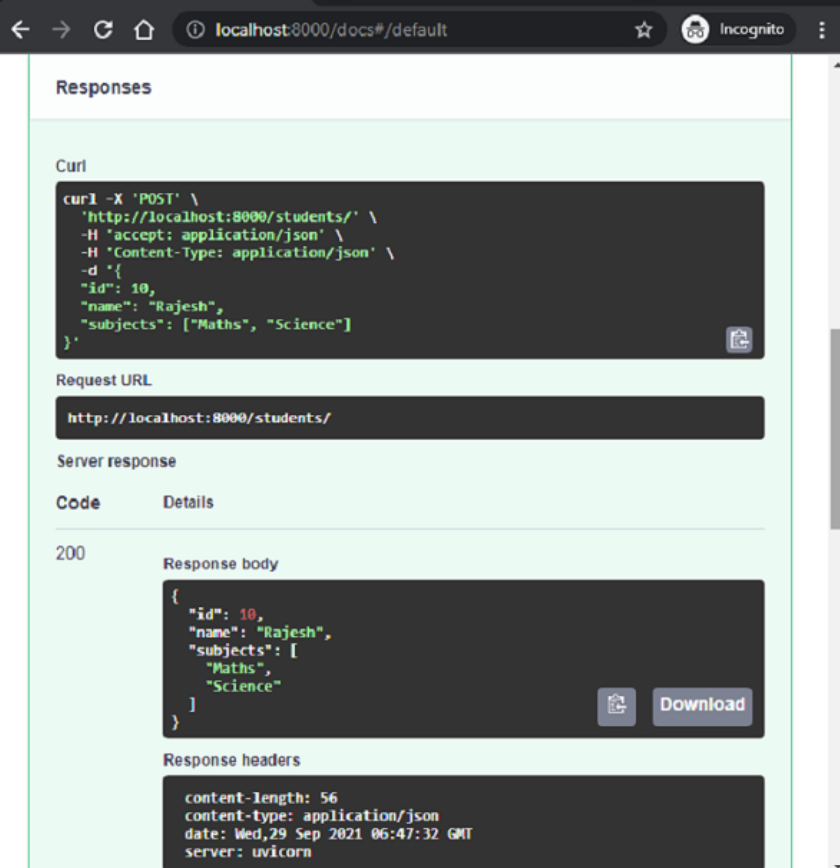 localhost:8000/docs#/default
Incognito
Responses
Curl
curl -X 'POST' \
'http://localhost:8000/students/' \
-H 'accept: application/json' \
-H 'Content-Type: application/json' \
-d '{
"id": 10,
"name": "Rajesh",
"subjects": ["Maths", "Science"]
}'
Request URL
http://localhost:8000/students/
Server response
Code Details
200
Response body
{
"id": 10,
"name": "Rajesh",
"subjects": [
"Maths",
"Science"
]
}
Download
Response headers
content-length: 56
content-type: application/json
date: Wed,29 Sep 2021 06:47:32 GMT
server: uvicorn